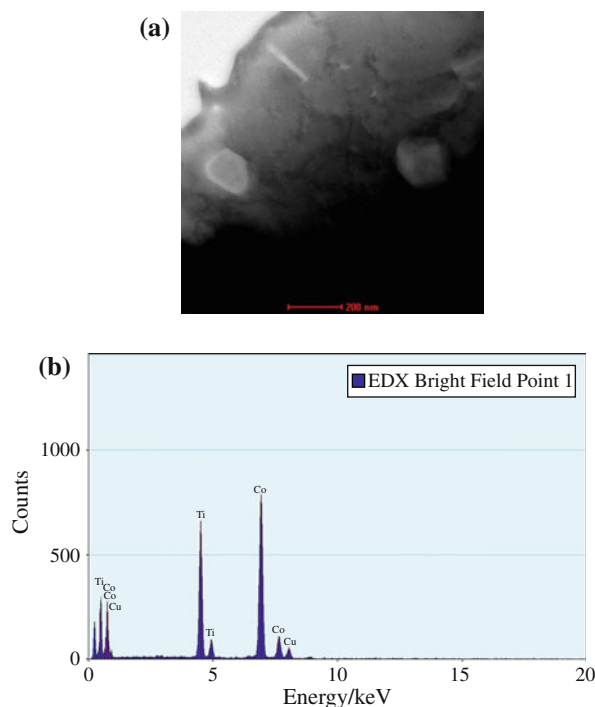 (a)
200 nm
(b)
EDX Bright Field Point 1
1000
500
0
Counts
Ti
Co
Co
Cu
Ti
Ti
Co
Co
Cu
0
5
10
15
20
Energy/keV